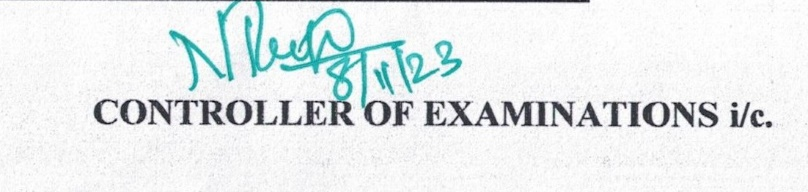 8/11/23
CONTROLLER OF EXAMINATIONS i/c.